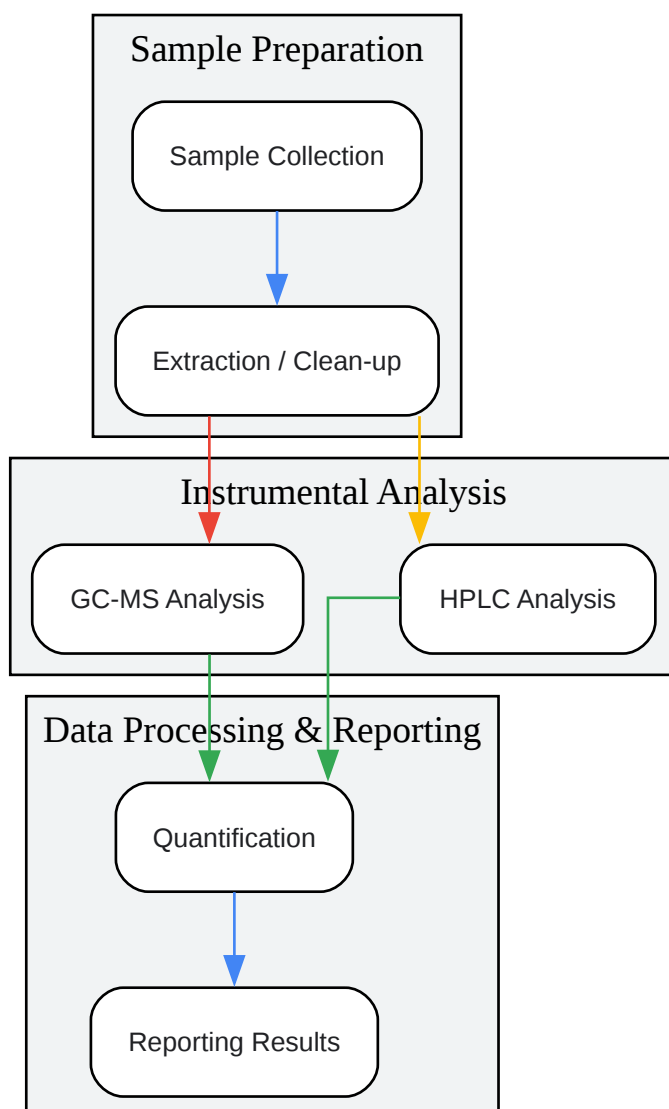 Sample Preparation
Sample Collection
Extraction / Clean-up
Instrumental Analysis
GC-MS Analysis
HPLC Analysis
Data Processing & Reporting
Quantification
Reporting Results